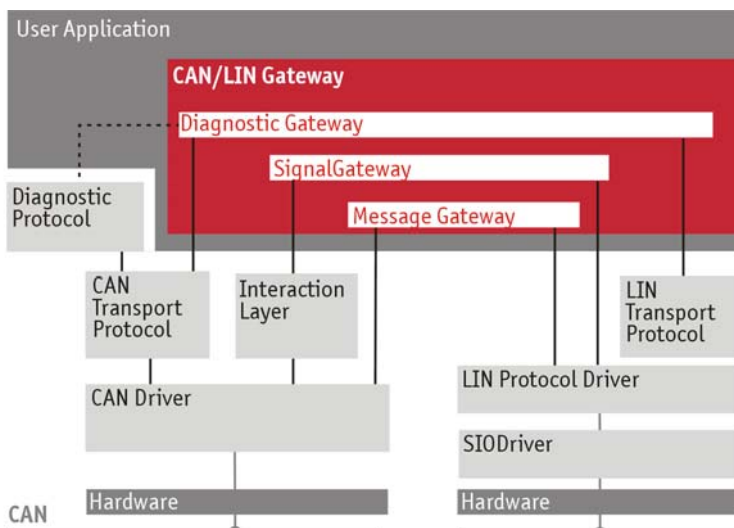 User Application
CAN/LIN Gateway
Diagnostic Gateway
SignalGateway
Message Gateway
Diagnostic
Protocol
CAN
Transport
Protocol
Interaction
Layer
LIN
Transport
Protocol
CAN Driver
LIN Protocol Driver
SIODriver
Hardware
Hardware
CAN